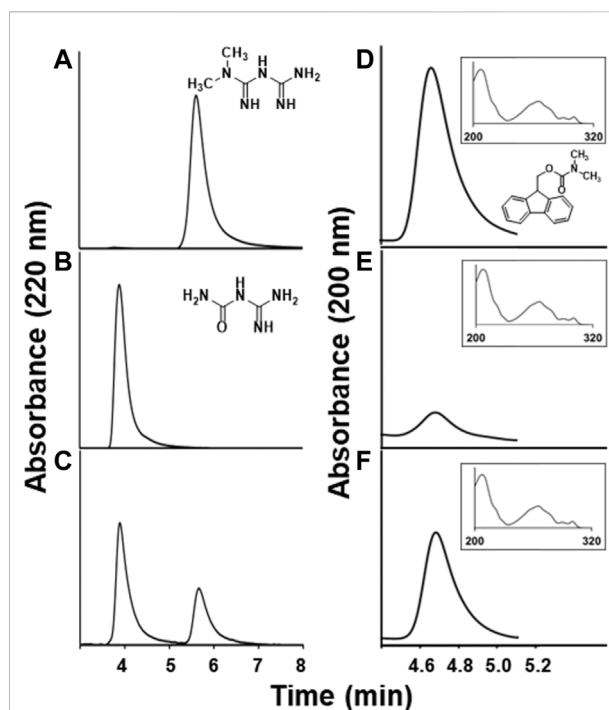 A
CH₃
N
H₃C
H
N
NH₂
NH
NH
B
H₂N
O
H
N
NH₂
NH
C
Absorbance (220 nm)
4
5
6
7
8
D
200
320
O
O
N
CH₃
CH₃
E
200
320
F
200
320
Absorbance (200 nm)
4.6
4.8
5.0
5.2
Time (min)